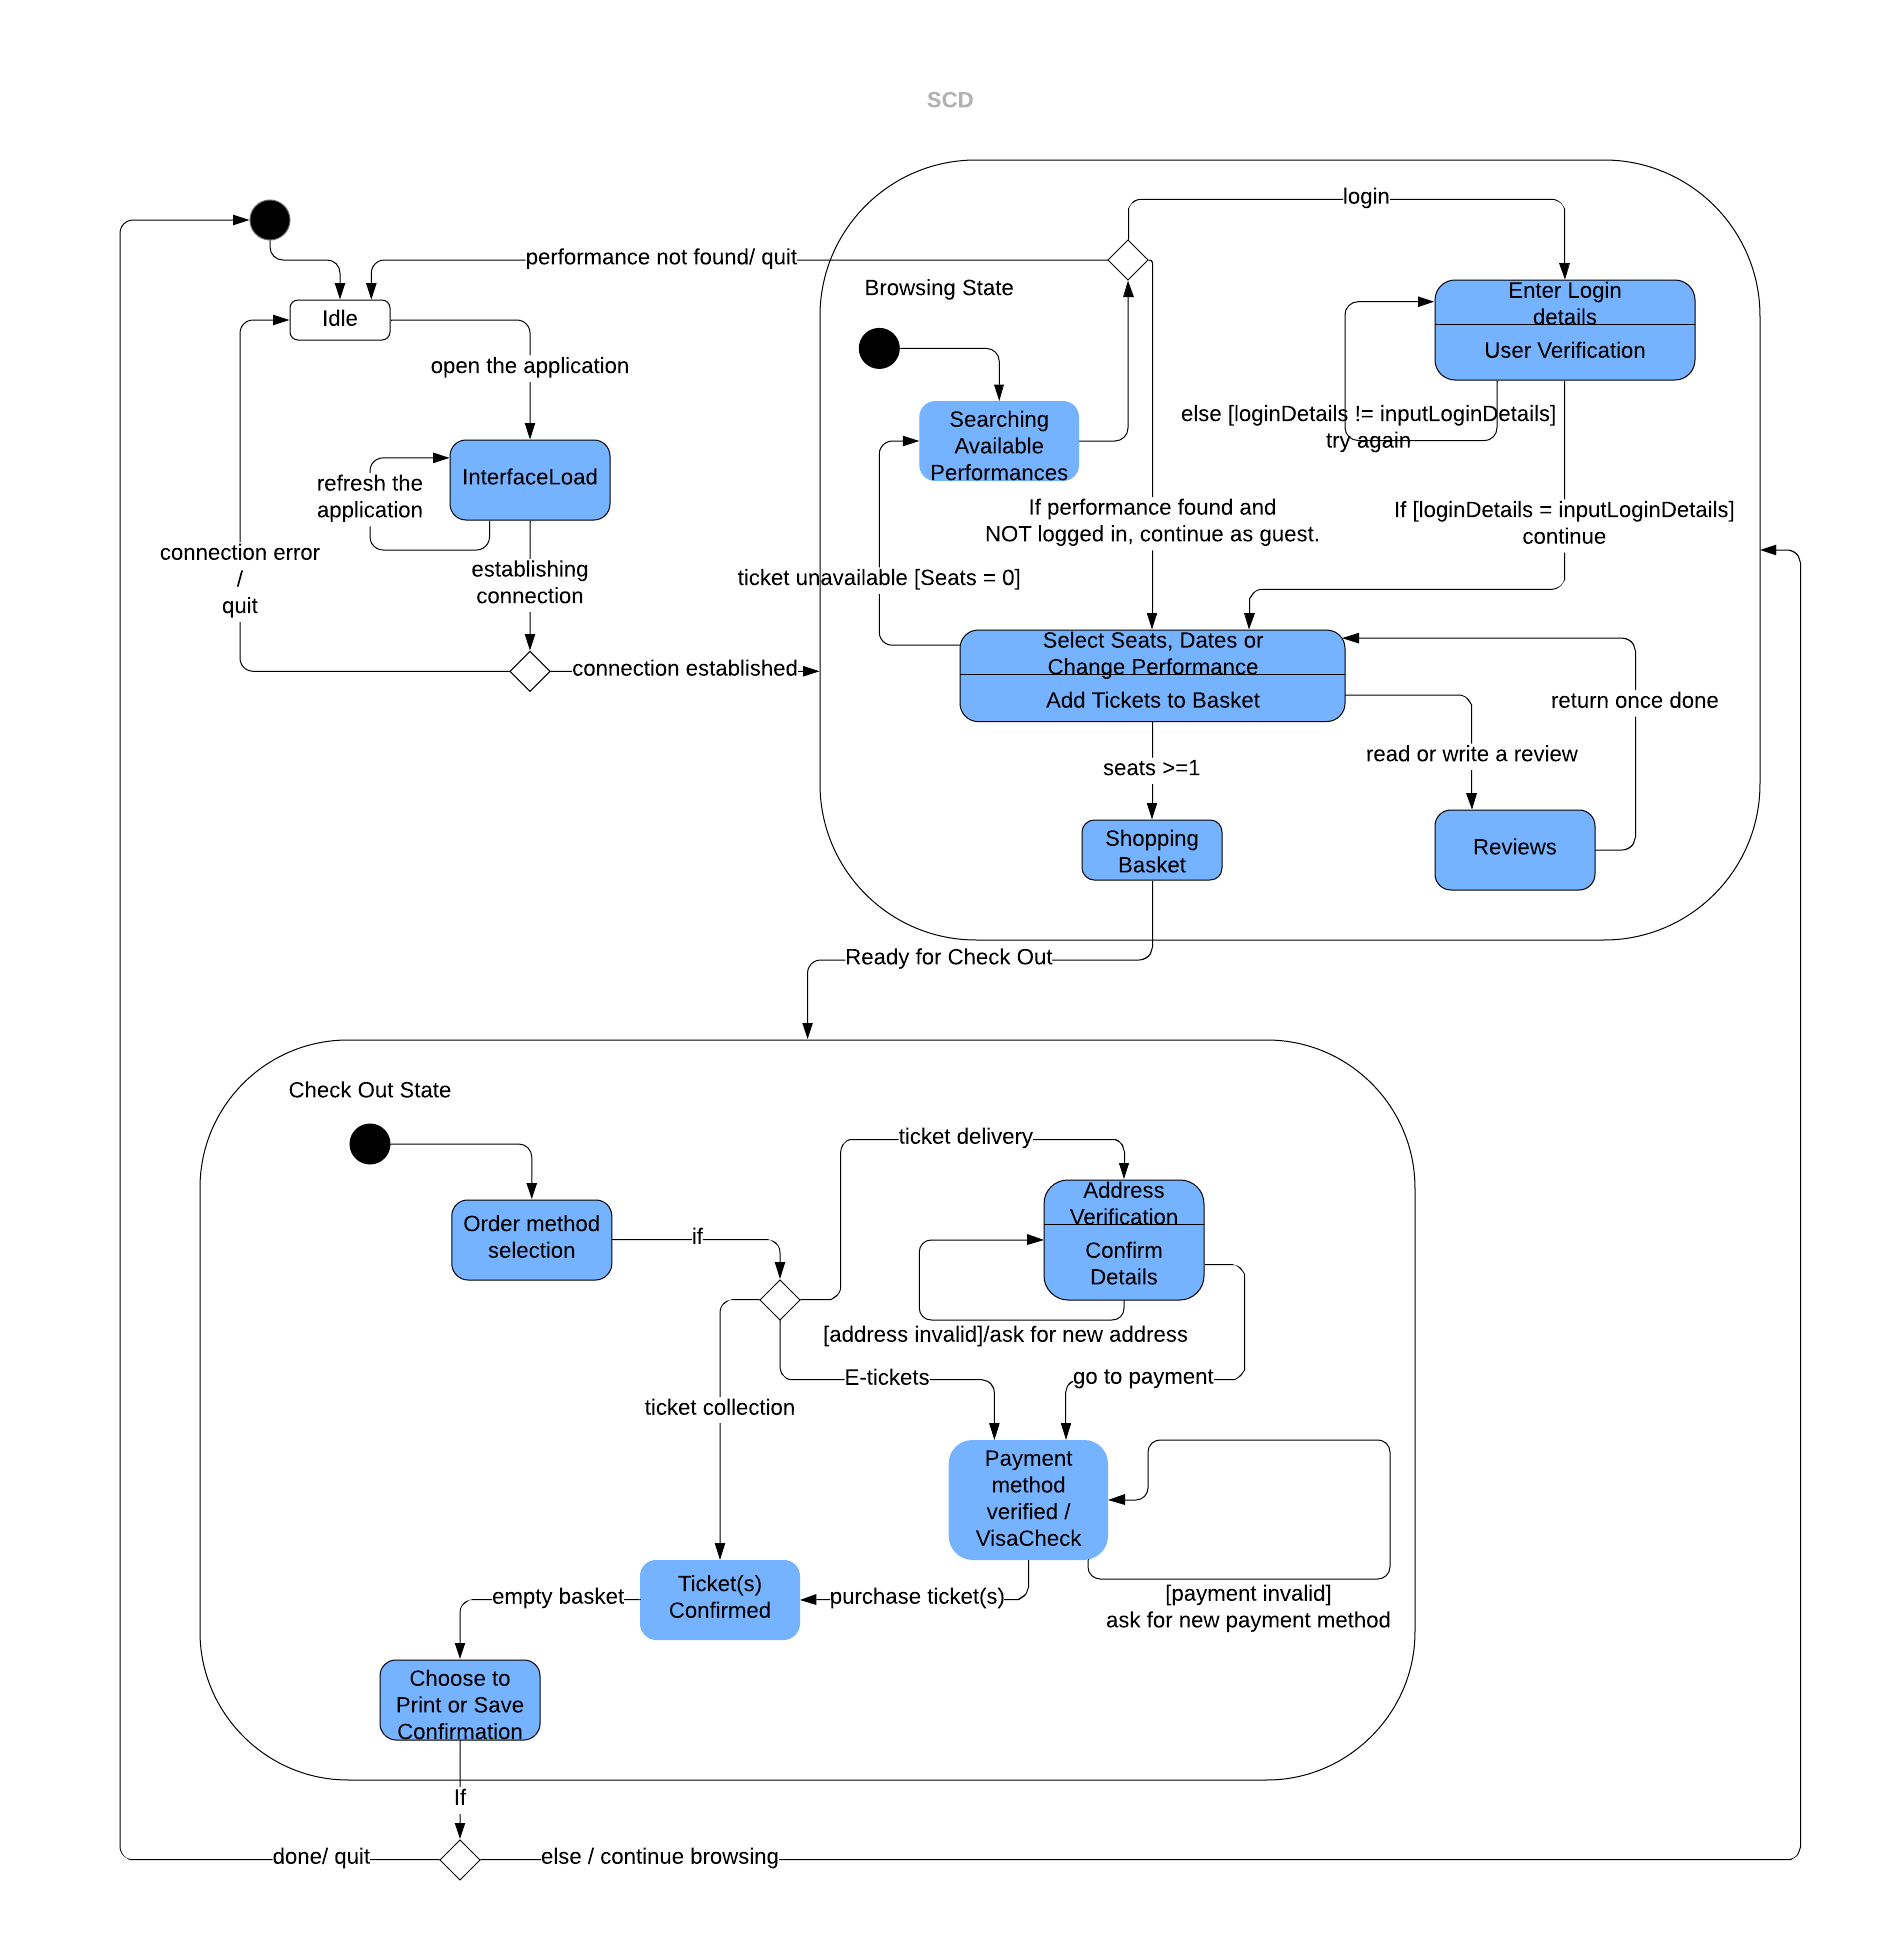 SCD
login
performance not found/ quit
Browsing State
Idle
Enter Login
details
User Verification
open the application
else [loginDetails != inputLoginDetails]
try again
Searching
Available
Performances
InterfaceLoad
refresh the
application
If performance found and
NOT logged in, continue as guest.
If [loginDetails = inputLoginDetails]
continue
connection error
/
quit
establishing
connection
ticket unavailable [Seats = 0]
connection established
Select Seats, Dates or
Change Performance
Add Tickets to Basket
return once done
seats >=1
read or write a review
Shopping
Basket
Reviews
Ready for Check Out
Check Out State
ticket delivery
Order method
selection
if
Address
Verification
Confirm
Details
[address invalid]/ask for new address
E-tickets
go to payment
ticket collection
Payment
method
verified /
VisaCheck
Ticket(s)
Confirmed
empty basket
purchase ticket(s)
[payment invalid]
ask for new payment method
Choose to
Print or Save
Confirmation
If
done/ quit
else / continue browsing